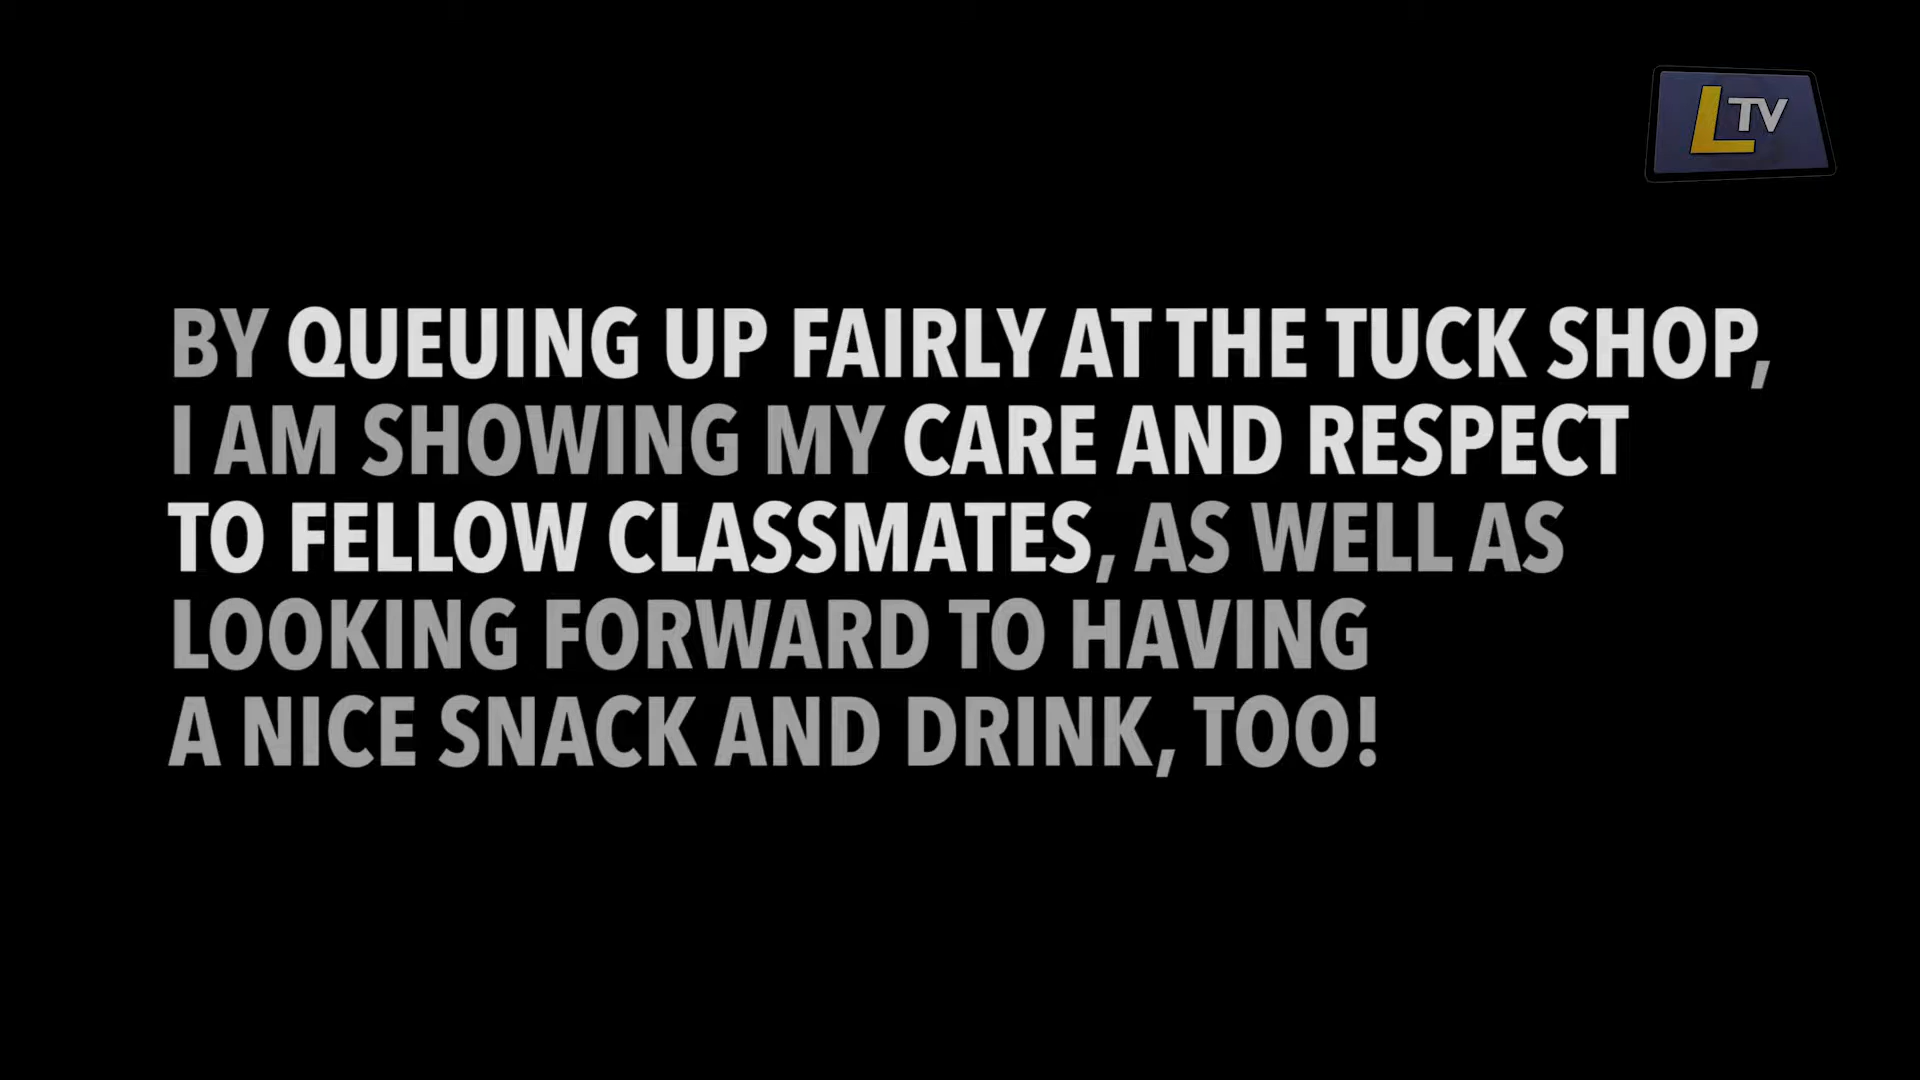 LTV
BY QUEUING UP FAIRLY AT THE TUCK SHOP,
I AM SHOWING MY CARE AND RESPECT
TO FELLOW CLASSMATES, AS WELL AS
LOOKING FORWARD TO HAVING
A NICE SNACK AND DRINK, TOO!